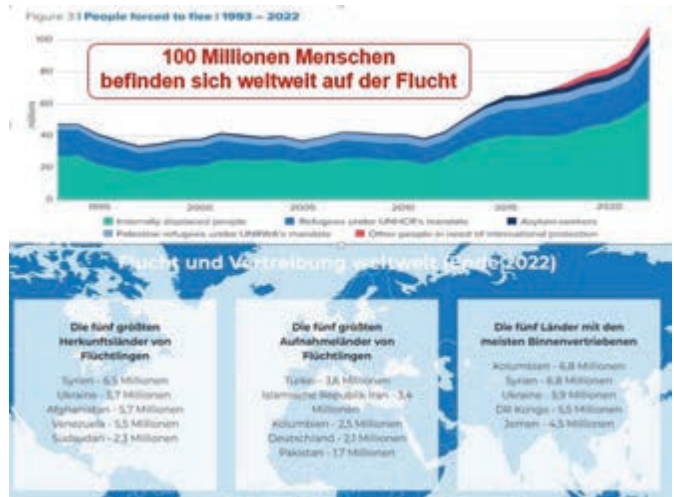 Figure 3 | People forced to flee | 1993 – 2022
100 Millionen Menschen
befinden sich weltweit auf der Flucht
100
80
60
40
20
0
millions
1995
2000
2005
2010
2015
2020
Internally displaced people
Refugees under UNHCR's mandate
Asylum-seekers
Palestine refugees under UNRWA's mandate
Other people in need of international protection
Flucht und Vertreibung weltweit (Ende 2022)
Die fünf größten
Herkunftsländer von
Flüchtlingen
Syrien - 6,5 Millionen
Ukraine - 5,7 Millionen
Afghanistan - 5,7 Millionen
Venezuela - 5,5 Millionen
Südsudan - 2,3 Millionen
Die fünf größten
Aufnahmeländer von
Flüchtlingen
Türkei - 3,6 Millionen
Islamische Republik Iran - 3,4
Millionen
Kolumbien - 2,5 Millionen
Deutschland - 2,1 Millionen
Pakistan - 1,7 Millionen
Die fünf Länder mit den
meisten Binnenvertriebenen
Kolumbien - 6,8 Millionen
Syrien - 6,8 Millionen
Ukraine - 5,9 Millionen
DR Kongo - 5,5 Millionen
Jemen - 4,5 Millionen